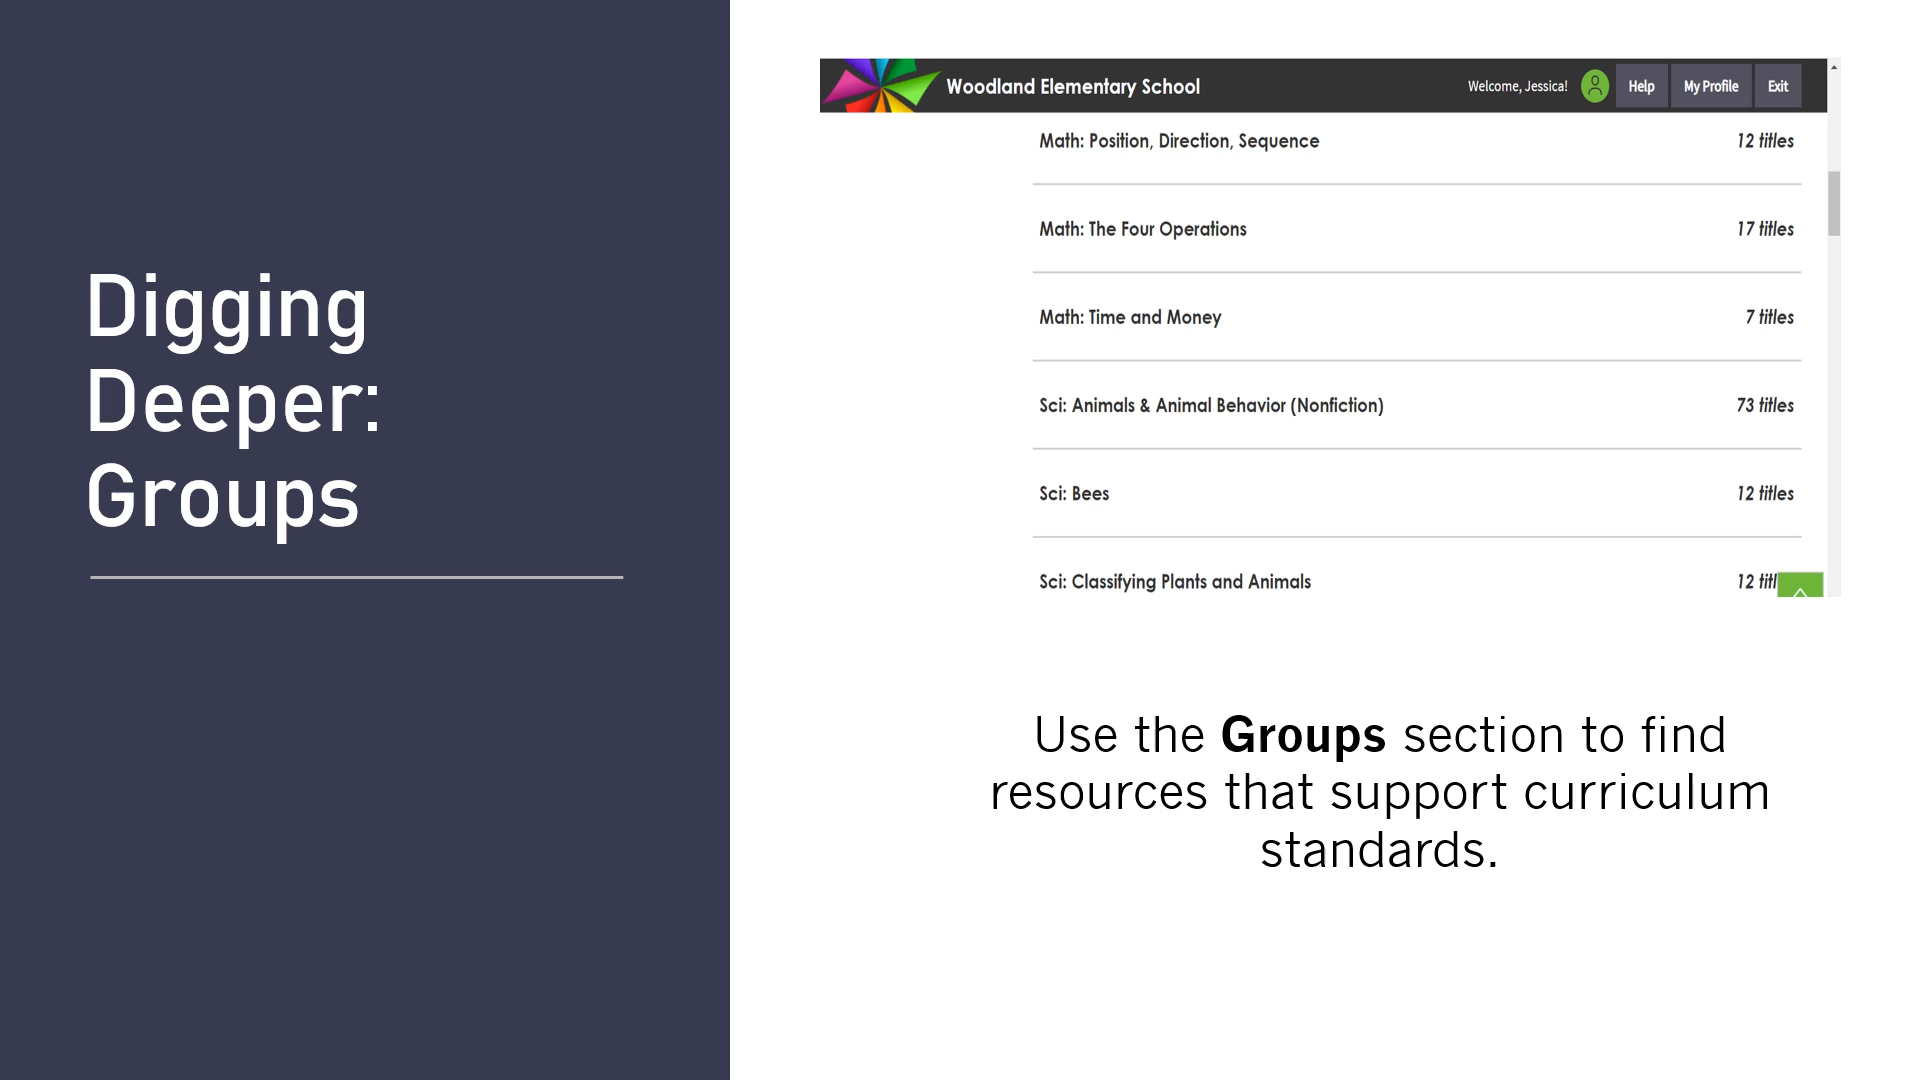 Digging
Deeper:
Groups
Woodland Elementary School
Welcome, Jessica!
Help
My Profile
Exit
Math: Position, Direction, Sequence 12 titles
Math: The Four Operations 17 titles
Math: Time and Money 7 titles
Sci: Animals & Animal Behavior (Nonfiction) 73 titles
Sci: Bees 12 titles
Sci: Classifying Plants and Animals 12
Use the Groups section to find
resources that support curriculum
standards.